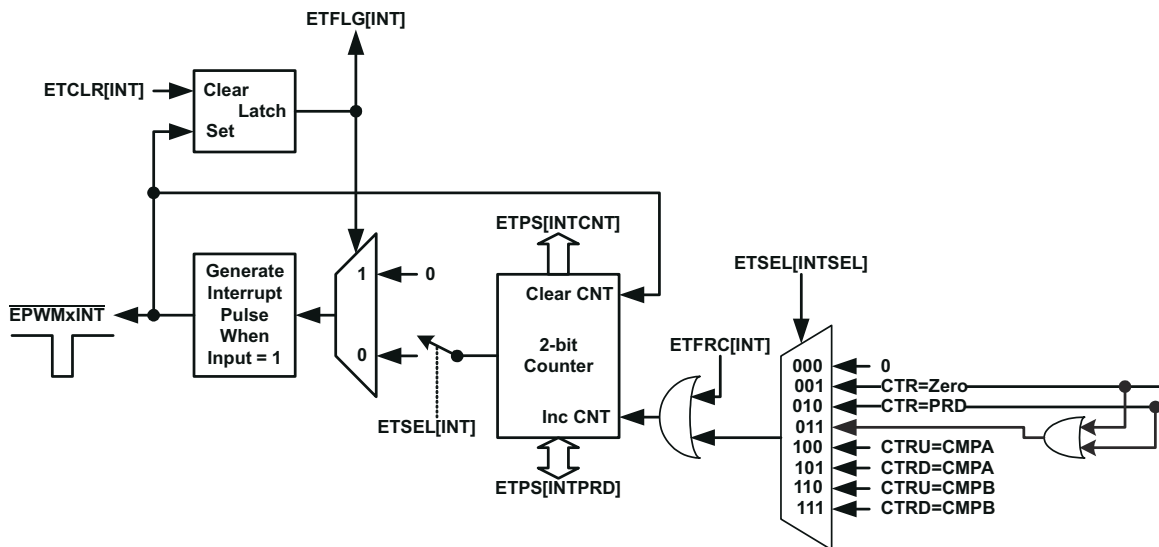 ETFLG[INT]
ETCLR[INT]
Clear
Latch
Set
ETPS[INTCNT]
ETSEL[INTSEL]
Generate
Interrupt
Pulse
When
Input = 1
1
0
0
EPWMxINT
Clear CNT
2-bit
Counter
Inc CNT
ETSEL[INT]
ETPS[INTPRD]
ETFRC[INT]
000 0
001 CTR=Zero
010 CTR=PRD
011
100 CTRU=CMPA
101 CTRD=CMPA
110 CTRU=CMPB
111 CTRD=CMPB